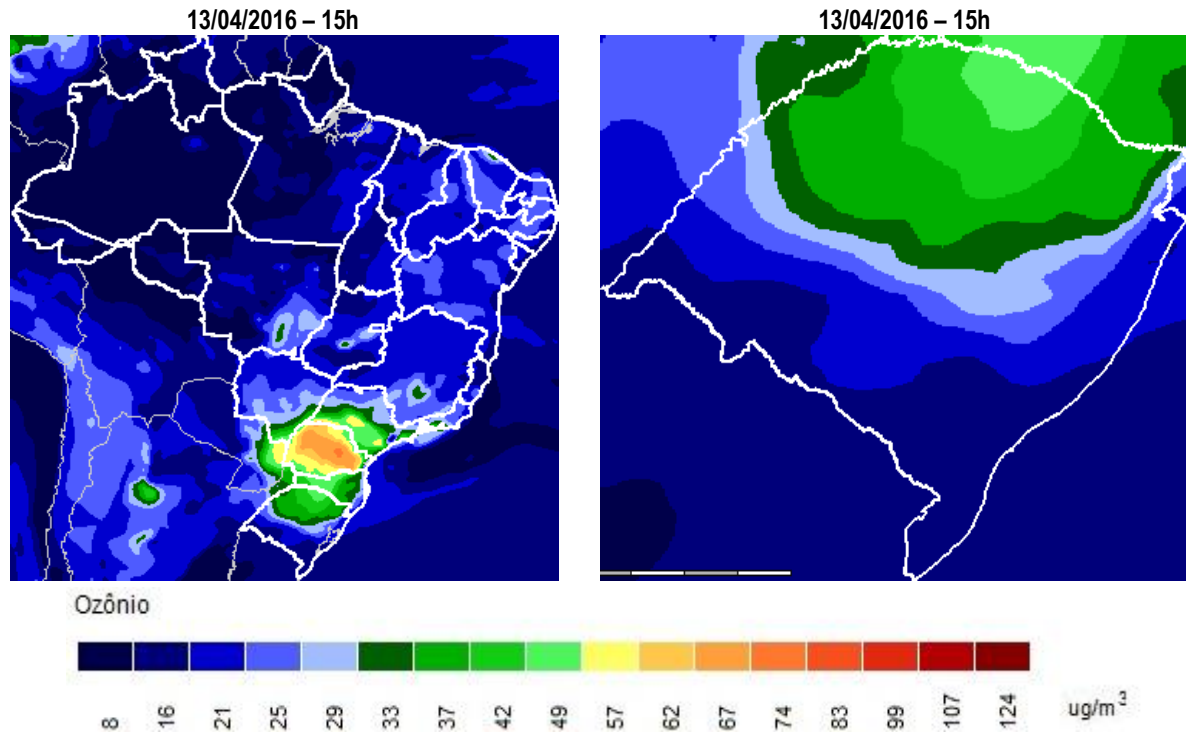 13/04/2016 – 15h
13/04/2016 – 15h
Ozônio
8 16 21 25 29 33 37 42 49 57 62 67 74 83 99 107 124 ug/m³